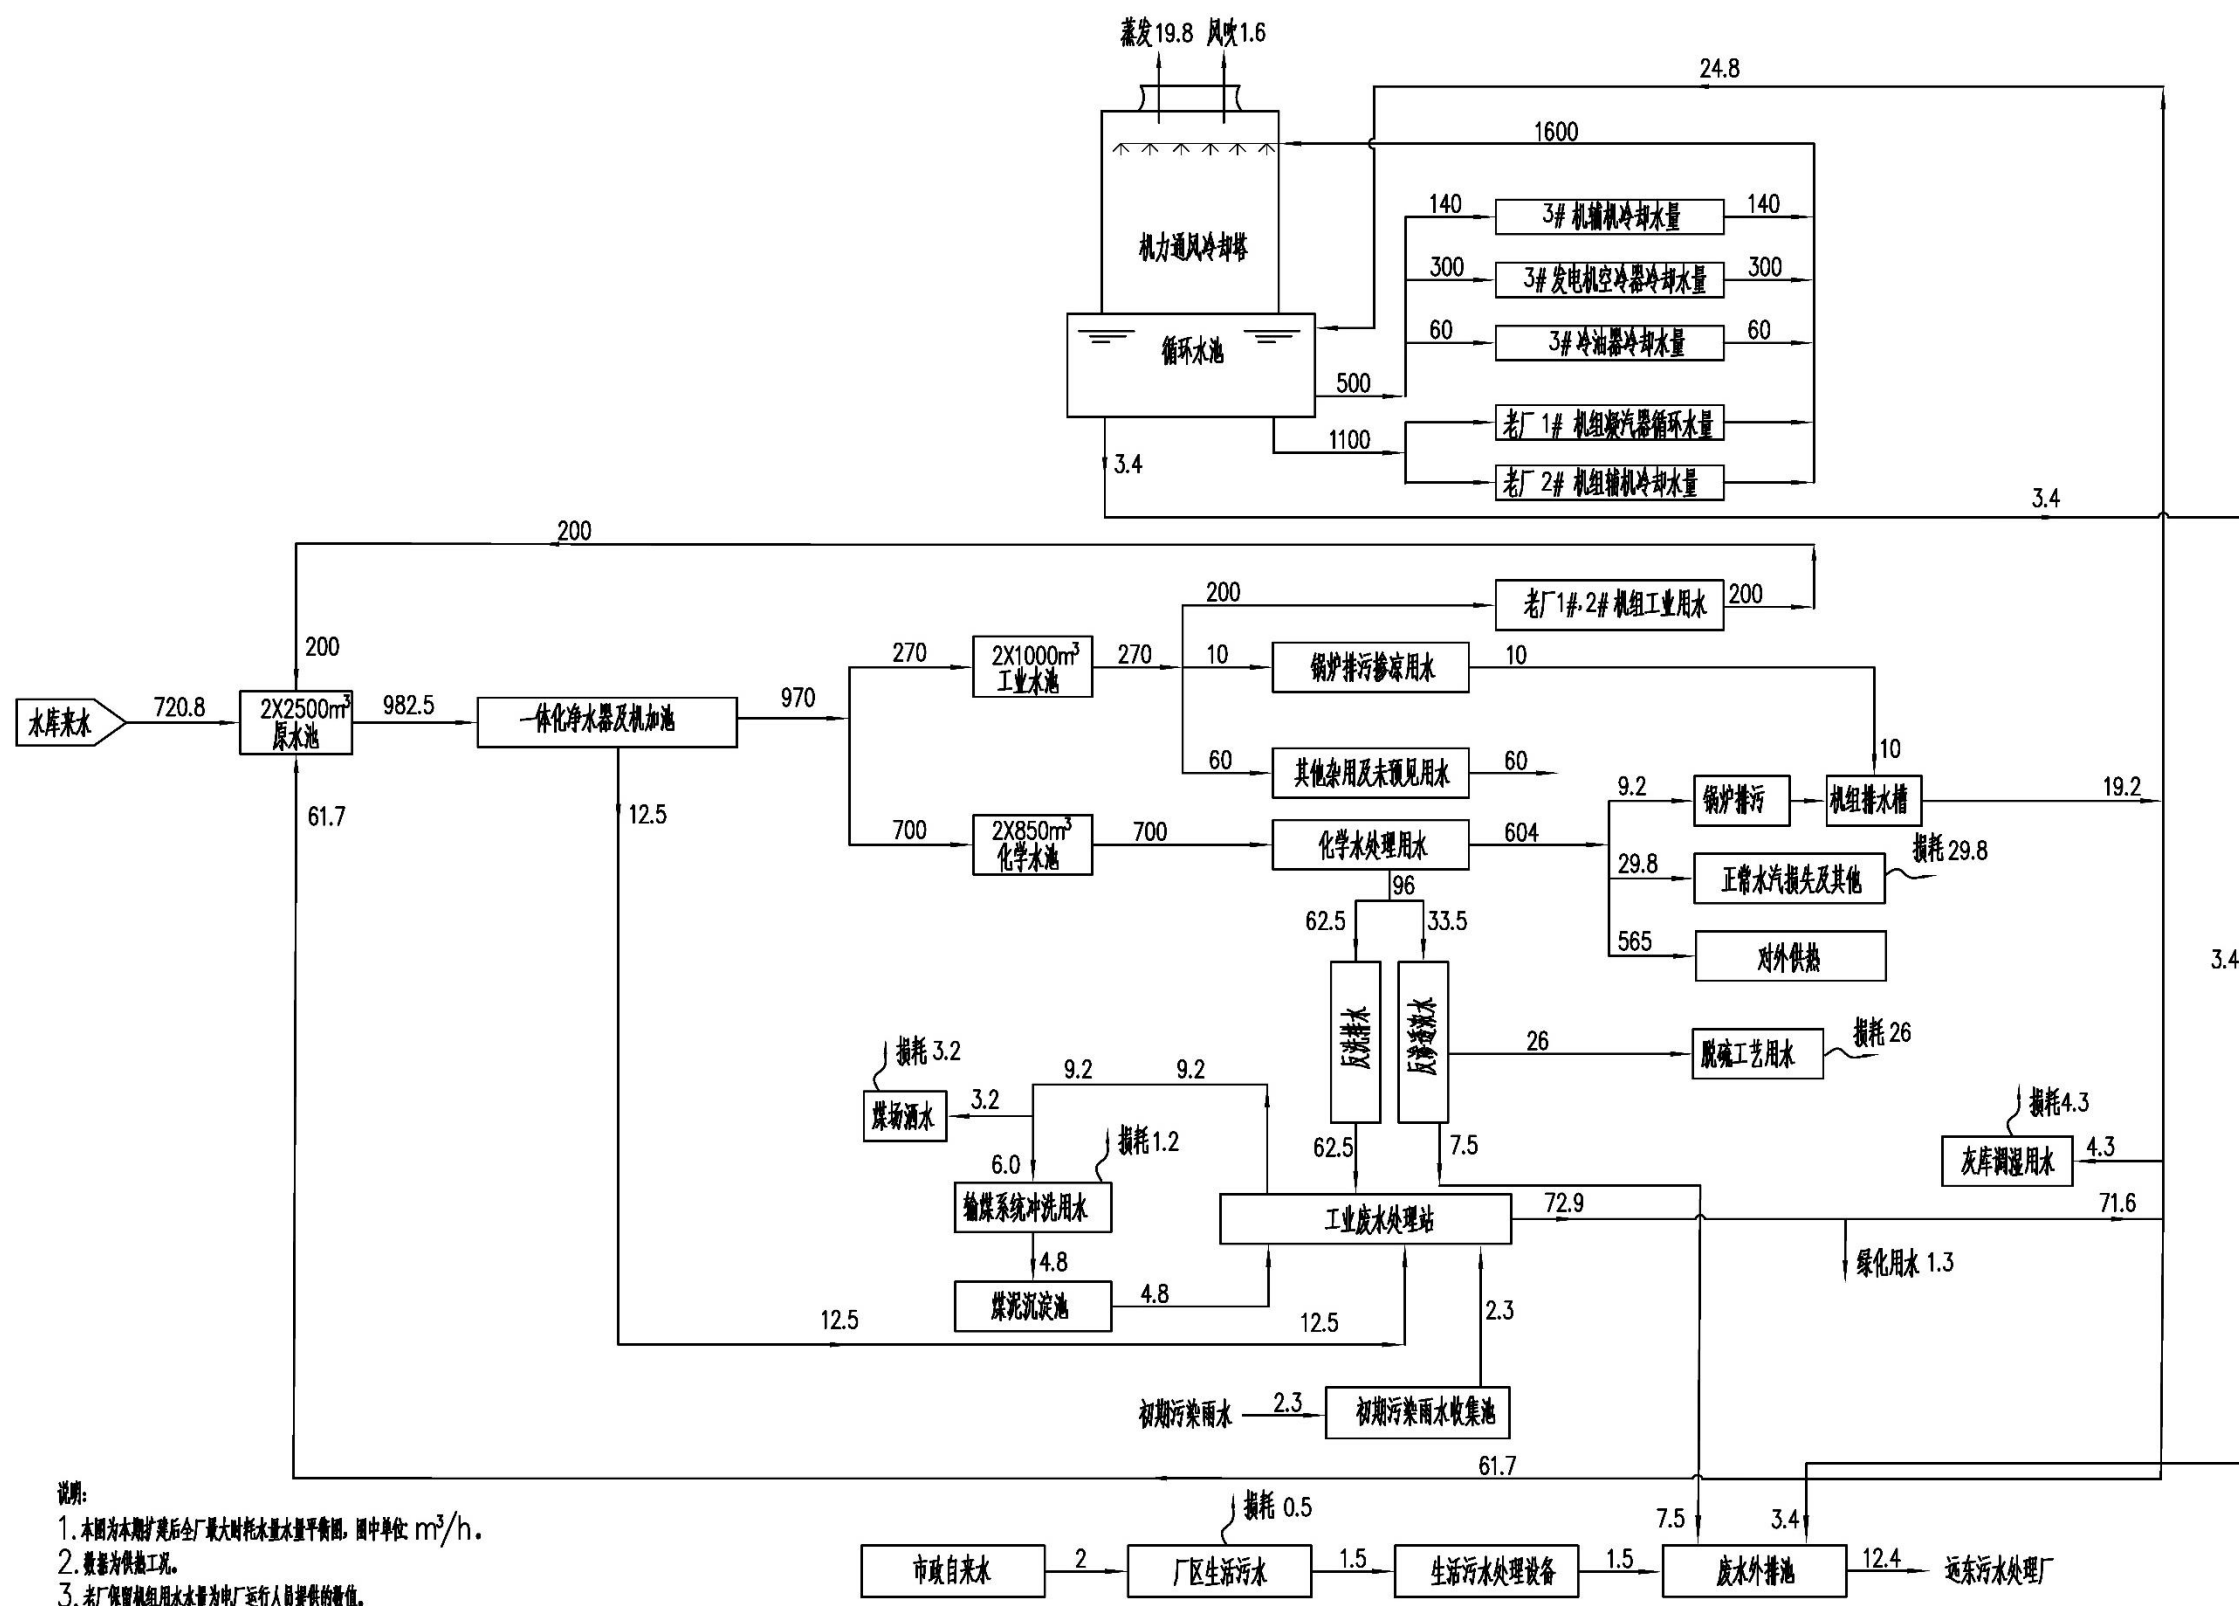 蒸发19.8 风吹1.6
24.8
1600
140 3# 机辅机冷却水量 140
机力通风冷却塔
300 3# 发电机空冷器冷却水量 300
60 3# 冷油器冷却水量 60
循环水池
500
老厂 1# 机组凝汽器循环水量
1100
3.4
老厂 2# 机组辅机冷却水量
3.4
200
200 老厂1#、2# 机组工业用水 200
200
270 2X1000m³ 270 10 锅炉排污掺凉用水 10
工业水池
水库来水 720.8 2X2500m³ 982.5 一体化净水器及机加池 970
原水池
10
60 其他杂用及未预见用水 60
9.2 锅炉排污 机组排水槽 19.2
61.7
12.5
700 2X850m³ 700 化学水处理用水 604
化学水池
损耗29.8
29.8 正常水汽损失及其他
96
62.5 33.5
565 对外供热
3.4
反洗排水
反渗透浓水
26 脱硫工艺用水 损耗26
损耗 3.2
9.2 9.2
煤场洒水 3.2
损耗1.2
损耗4.3
62.5 7.5
灰库调湿用水 4.3
6.0
输煤系统冲洗用水
工业废水处理站 72.9 71.6
4.8
绿化用水 1.3
煤泥沉淀池 4.8
12.5 12.5
2.3
初期污染雨水 2.3 初期污染雨水收集池
61.7
说明:
损耗 0.5
1.本图为本期扩建后全厂最大时耗水量水量平衡图，图中单位 m³/h.
7.5 3.4
2.数据为供热工况。
市政自来水 2 厂区生活污水 1.5 生活污水处理设备 1.5 废水外排池 12.4 远东污水处理厂
3.老厂保留机组用水水量为电厂运行人员提供的数值。